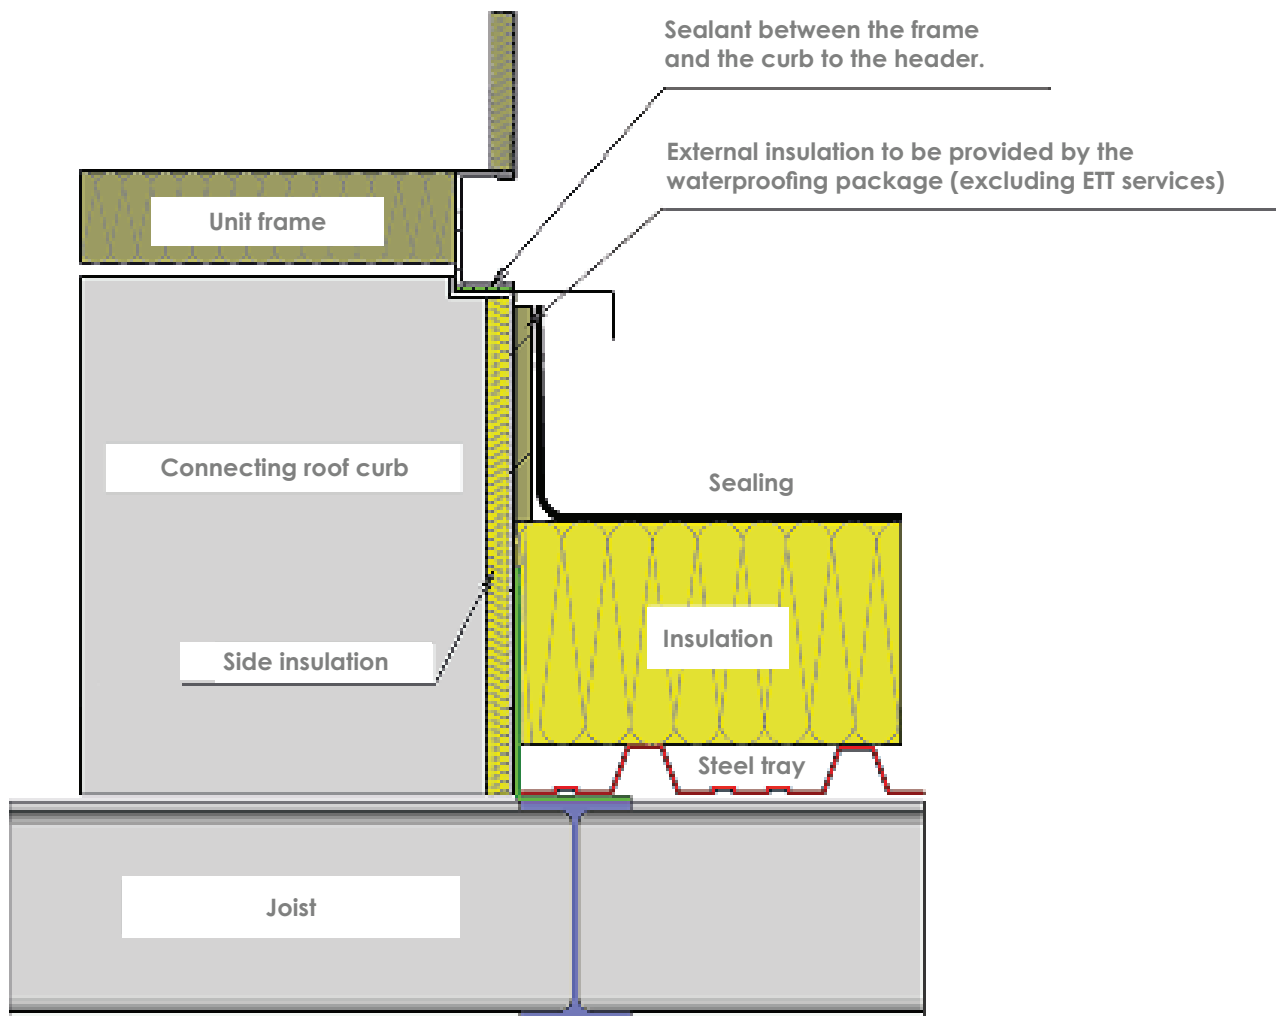 Sealant between the frame
and the curb to the header.
External insulation to be provided by the
waterproofing package (excluding ETT services)
Unit frame
Connecting roof curb
Sealing
Insulation
Side insulation
Steel tray
Joist